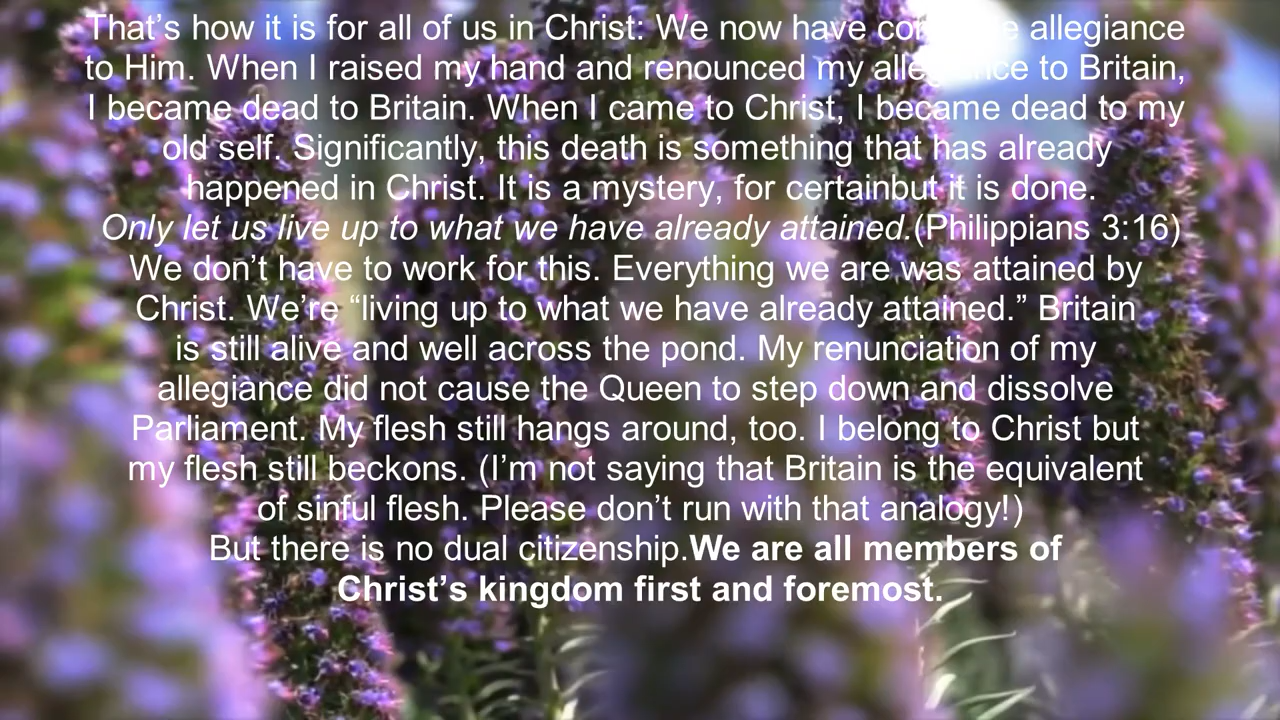 That’s how it is for all of us in Christ: We now have allegiance
to Him. When I raised my hand and renounced my allegiance to Britain,
I became dead to Britain. When I came to Christ, I became dead to my
old self. Significantly, this death is something that has already
happened in Christ. It is a mystery, for certainbut it is done.
Only let us live up to what we have already attained.(Philippians 3:16)
We don’t have to work for this. Everything we are was attained by
Christ. We’re “living up to what we have already attained.” Britain
is still alive and well across the pond. My renunciation of my
allegiance did not cause the Queen to step down and dissolve
Parliament. My flesh still hangs around, too. I belong to Christ but
my flesh still beckons. (I’m not saying that Britain is the equivalent
of sinful flesh. Please don’t run with that analogy!)
But there is no dual citizenship.We are all members of
Christ’s kingdom first and foremost.